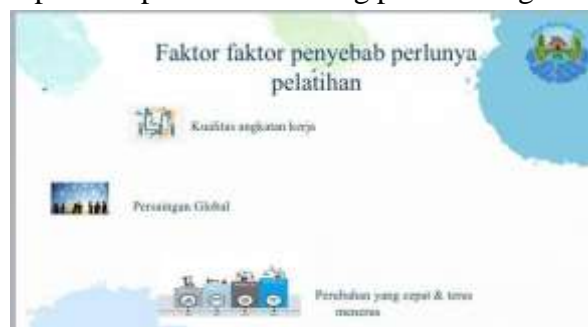 Faktor faktor penyebab perlunya
pelatihan
Kualitas angkatan kerja
Persaingan Global
Perubahan yang cepat & terus
menerus